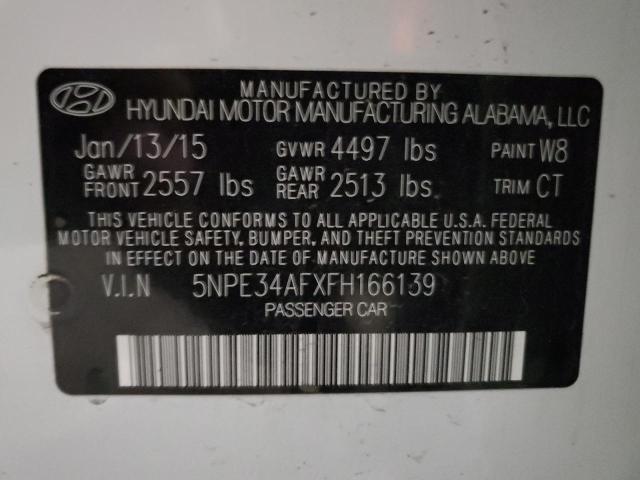 MANUFACTURED BY
HYUNDAI MOTOR MANUFACTURING ALABAMA, LLC
Jan/13/15 GVWR 4497 lbs PAINT W8
GAWR FRONT 2557 lbs GAWR REAR 2513 lbs. TRIM CT
THIS VEHICLE CONFORMS TO ALL APPLICABLE U.S.A. FEDERAL
MOTOR VEHICLE SAFETY, BUMPER, AND THEFT PREVENTION STANDARDS
IN EFFECT ON THE DATE OF MANUFACTURE SHOWN ABOVE
V.I.N 5NPE34AFXFH166139
PASSENGER CAR